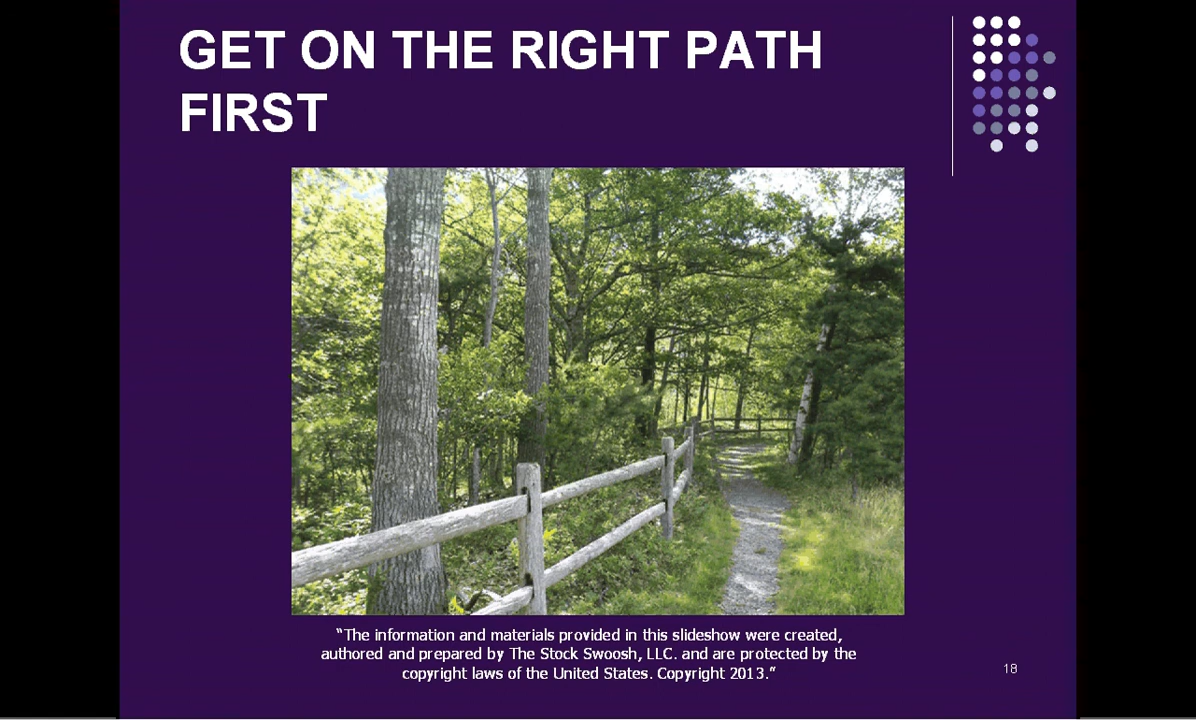 GET ON THE RIGHT PATH
FIRST
“The information and materials provided in this slideshow were created,
authored and prepared by The Stock Swoosh, LLC. and are protected by the
copyright laws of the United States. Copyright 2013.”
18